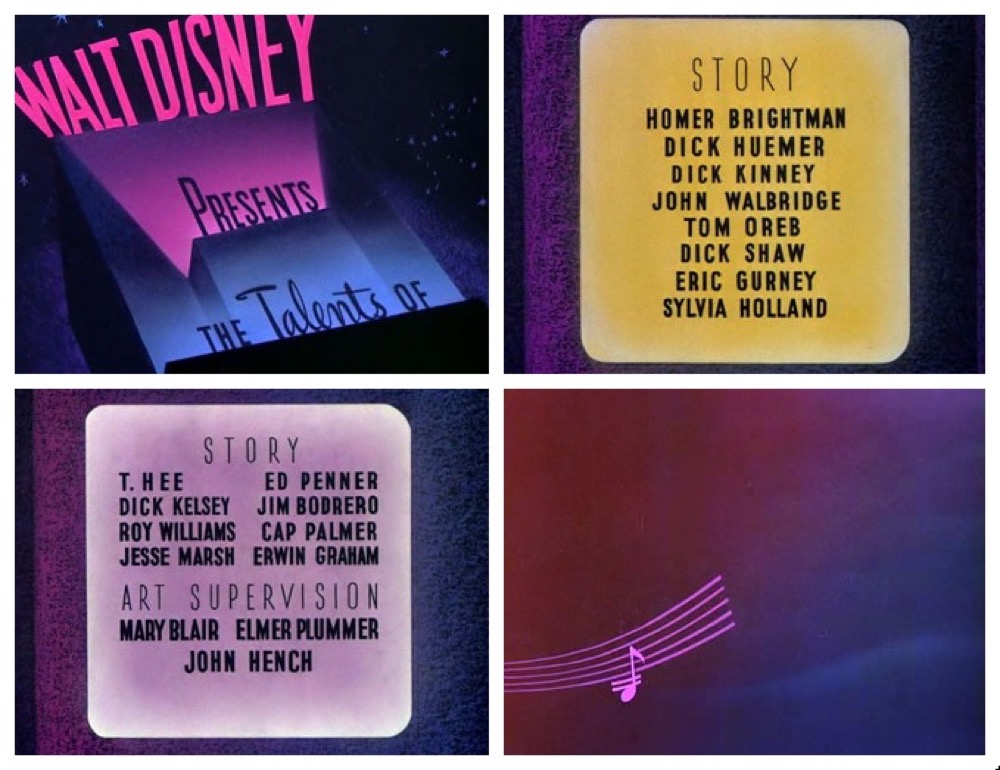 WALT DISNEY
PRESENTS
THE Talents OF
STORY
HOMER BRIGHTMAN
DICK HUEMER
DICK KINNEY
JOHN WALBRIDGE
TOM OREB
DICK SHAW
ERIC GURNEY
SYLVIA HOLLAND
STORY
T. HEE ED PENNER
DICK KELSEY JIM BODRERO
ROY WILLIAMS CAP PALMER
JESSE MARSH ERWIN GRAHAM
ART SUPERVISION
MARY BLAIR ELMER PLUMMER
JOHN HENCH